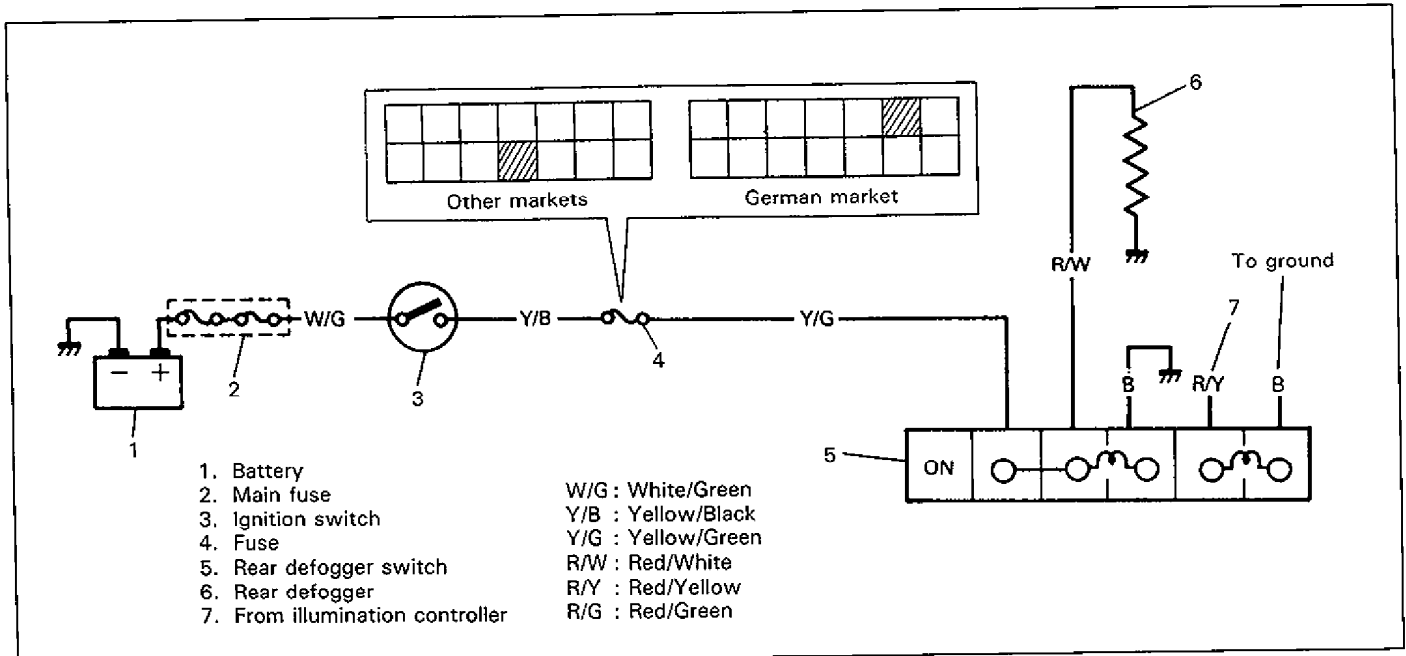 6
Other markets
German market
R/W
To ground
W/G
Y/B
Y/G
7
2
3
4
B
R/Y
B
− +
1
5
ON
1. Battery
2. Main fuse
3. Ignition switch
4. Fuse
5. Rear defogger switch
6. Rear defogger
7. From illumination controller
W/G : White/Green
Y/B : Yellow/Black
Y/G : Yellow/Green
R/W : Red/White
R/Y : Red/Yellow
R/G : Red/Green